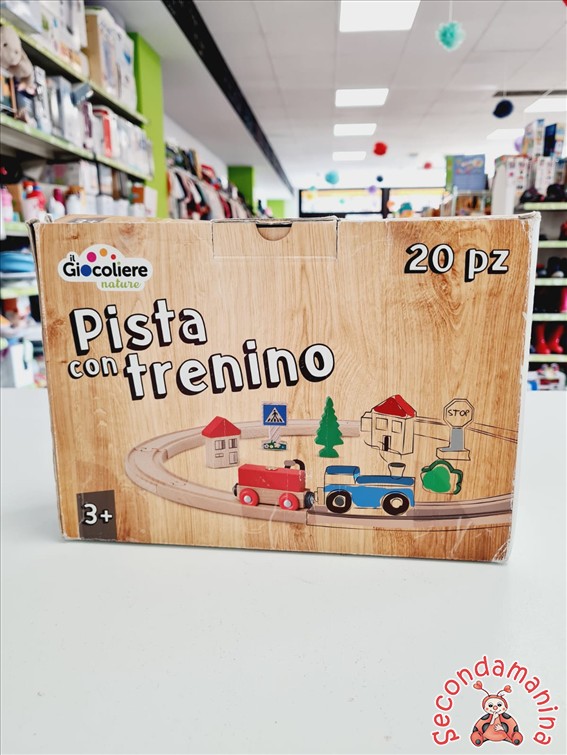 il
Giocoliere
nature
20 pz
Pista
con trenino
STOP
3+
Secondamanina